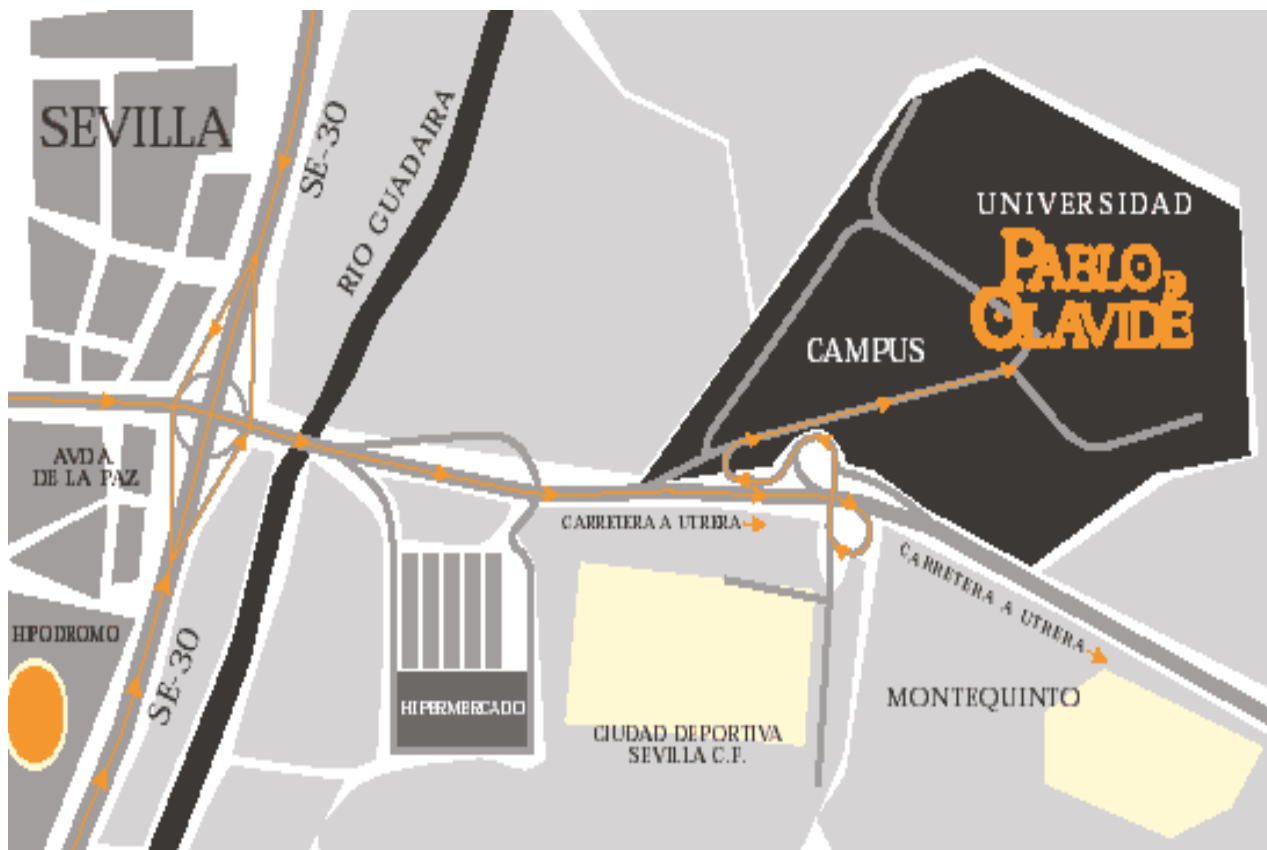 SEVILLA
SE-30
RIO GUADAIRA
UNIVERSIDAD
PABLO DE
OLAVIDE
CAMPUS
AVDA.
DE LA PAZ
CARRETERA A UTRERA
CARRETERA A UTRERA
HIPODROMO
SE-30
HIPERMERCADO
MONTEQUINTO
CIUDAD DEPORTIVA
SEVILLA C.F.